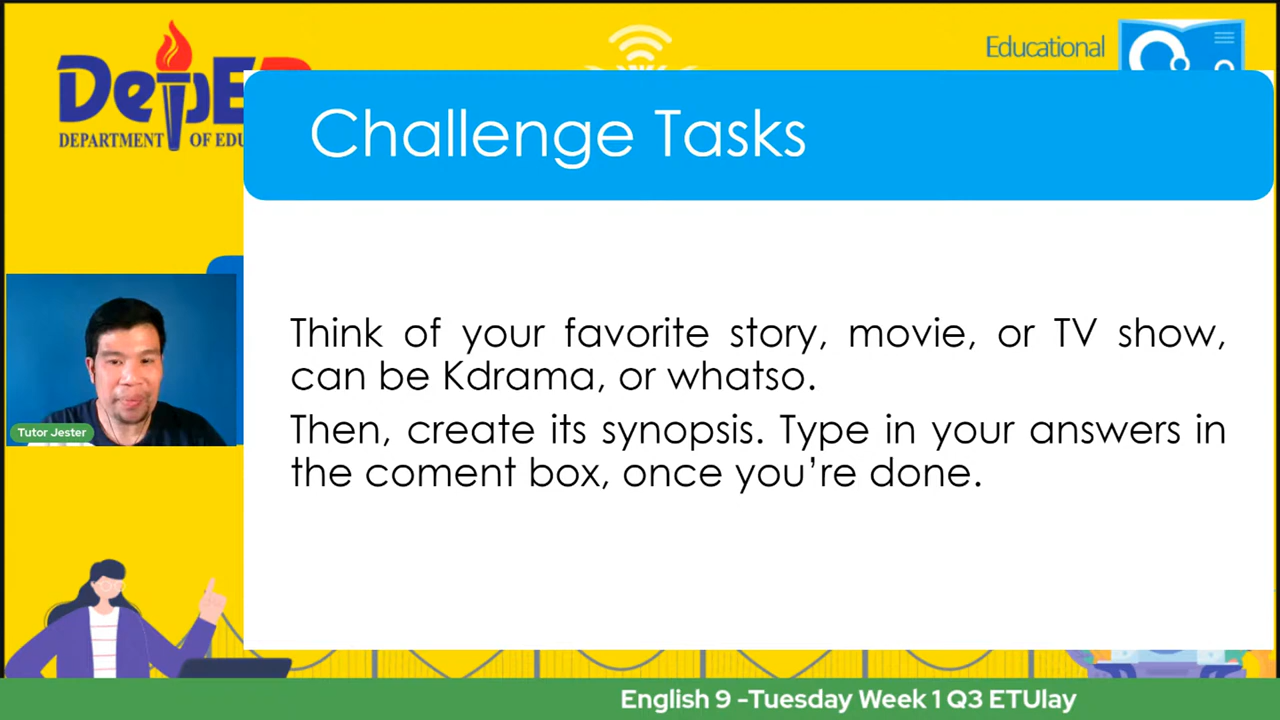 DepED
DEPARTMENT OF EDU
Educational
Challenge Tasks
Think of your favorite story, movie, or TV show,
can be Kdrama, or whatso.
Then, create its synopsis. Type in your answers in
the coment box, once you’re done.
Tutor Jester
English 9 -Tuesday Week 1 Q3 ETUlay